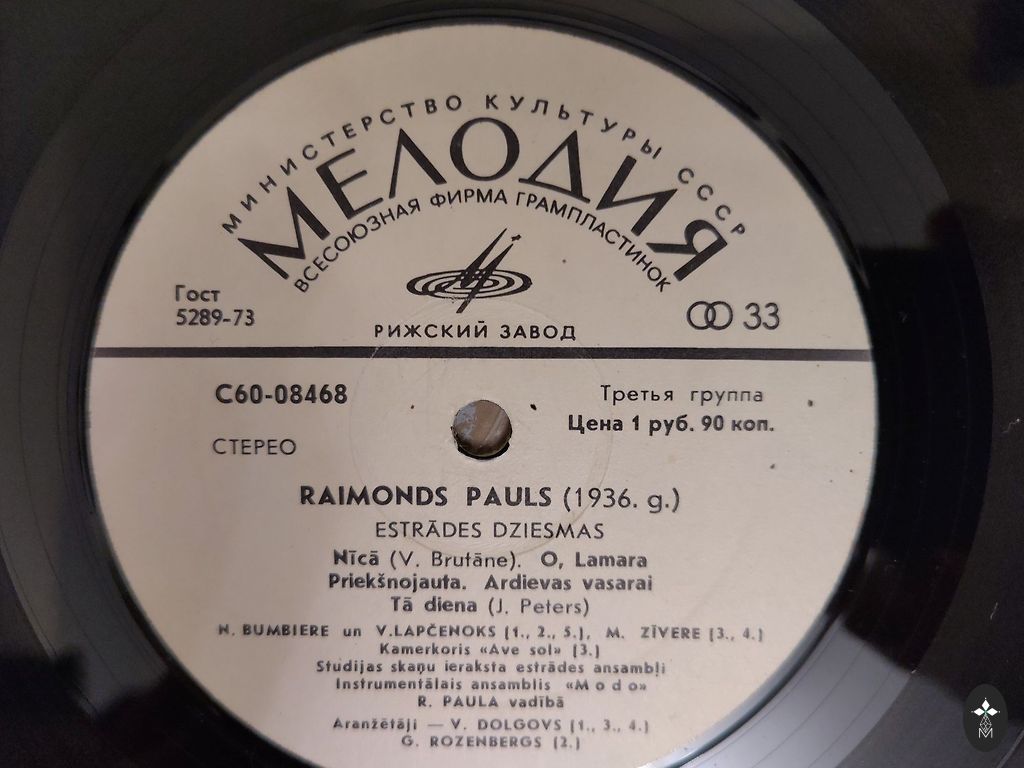 МИНИСТЕРСТВО КУЛЬТУРЫ СССР
МЕЛОДИЯ
ВСЕСОЮЗНАЯ ФИРМА ГРАМПЛАСТИНОК
Гост
5289-73
33
РИЖСКИЙ ЗАВОД
С60-08468
Третья группа
Цена 1 руб. 90 коп.
СТЕРЕО
RAIMONDS PAULS (1936. g.)
ESTRĀDES DZIESMAS
Nīcā (V. Brutāne). O, Lamara
Priekšnojauta. Ardievas vasarai
Tā diena (J. Peters)
N. BUMBIERE un V. LAPČENOKS (1., 2., 5.), M. ZĪVERE (3., 4.)
Kamerkoris «Ave sol» (3.)
Studijas skaņu ieraksta estrādes ansambļi
Instrumentālais ansamblis «Modo»
R. PAULA vadībā
Aranžētāji — V. DOLGOVS (1., 3., 4.)
G. ROZENBERGS (2.)
M